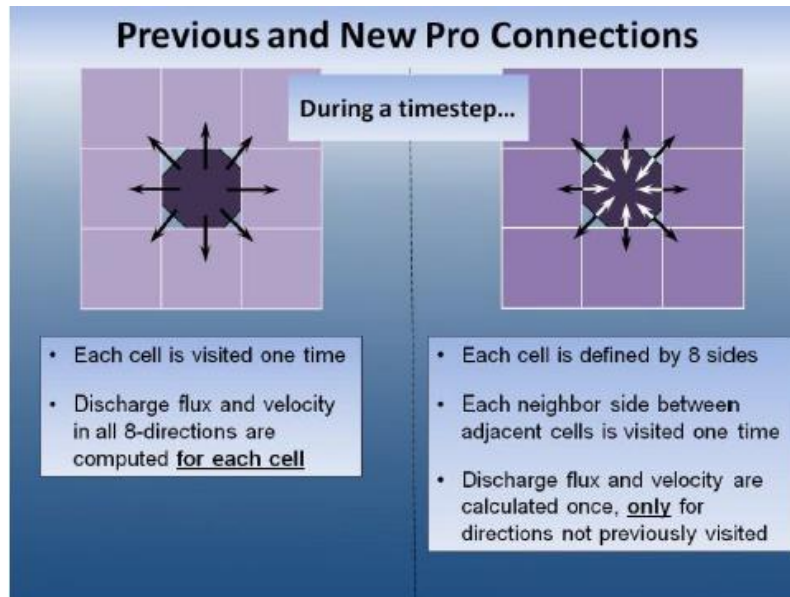 Previous and New Pro Connections
During a timestep...
• Each cell is visited one time
• Discharge flux and velocity
in all 8-directions are
computed for each cell
• Each cell is defined by 8 sides
• Each neighbor side between
adjacent cells is visited one time
• Discharge flux and velocity are
calculated once, only for
directions not previously visited